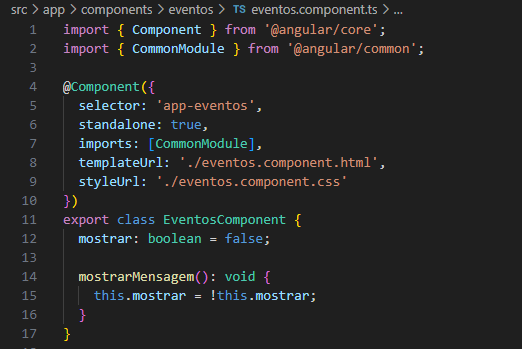 src > app > components > eventos > eventos.component.ts > ...
1 import { Component } from '@angular/core';
2 import { CommonModule } from '@angular/common';
3
4 @Component({
5   selector: 'app-eventos',
6   standalone: true,
7   imports: [CommonModule],
8   templateUrl: './eventos.component.html',
9   styleUrl: './eventos.component.css'
10 })
11 export class EventosComponent {
12   mostrar: boolean = false;
13
14   mostrarMensagem(): void {
15     this.mostrar = !this.mostrar;
16   }
17 }